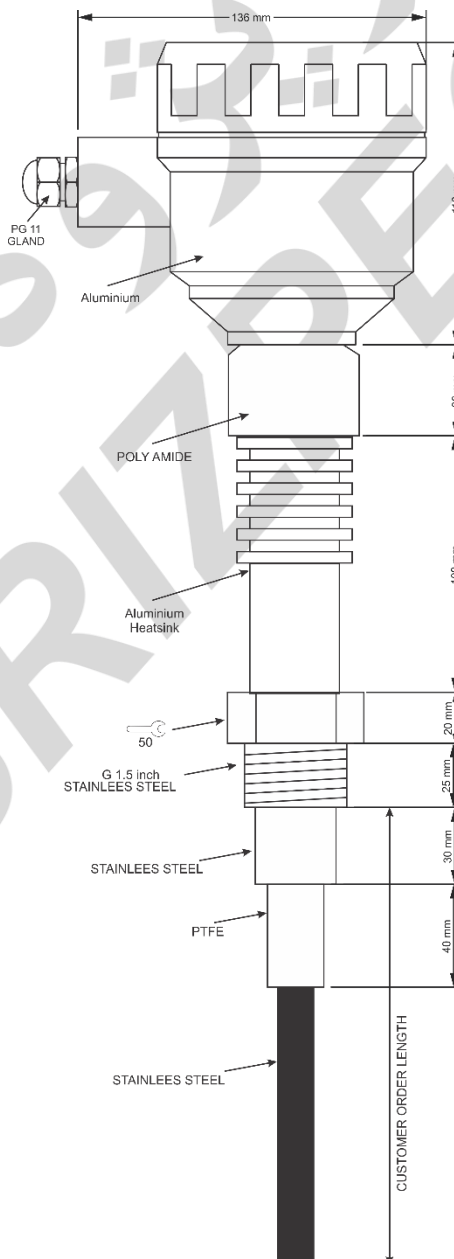 136 mm
PG 11
GLAND
Aluminium
POLY AMIDE
Aluminium
Heatsink
20 mm
50
G 1.5 inch
STAINLEES STEEL
25 mm
30 mm
STAINLEES STEEL
PTFE
40 mm
STAINLEES STEEL
CUSTOMER ORDER LENGTH